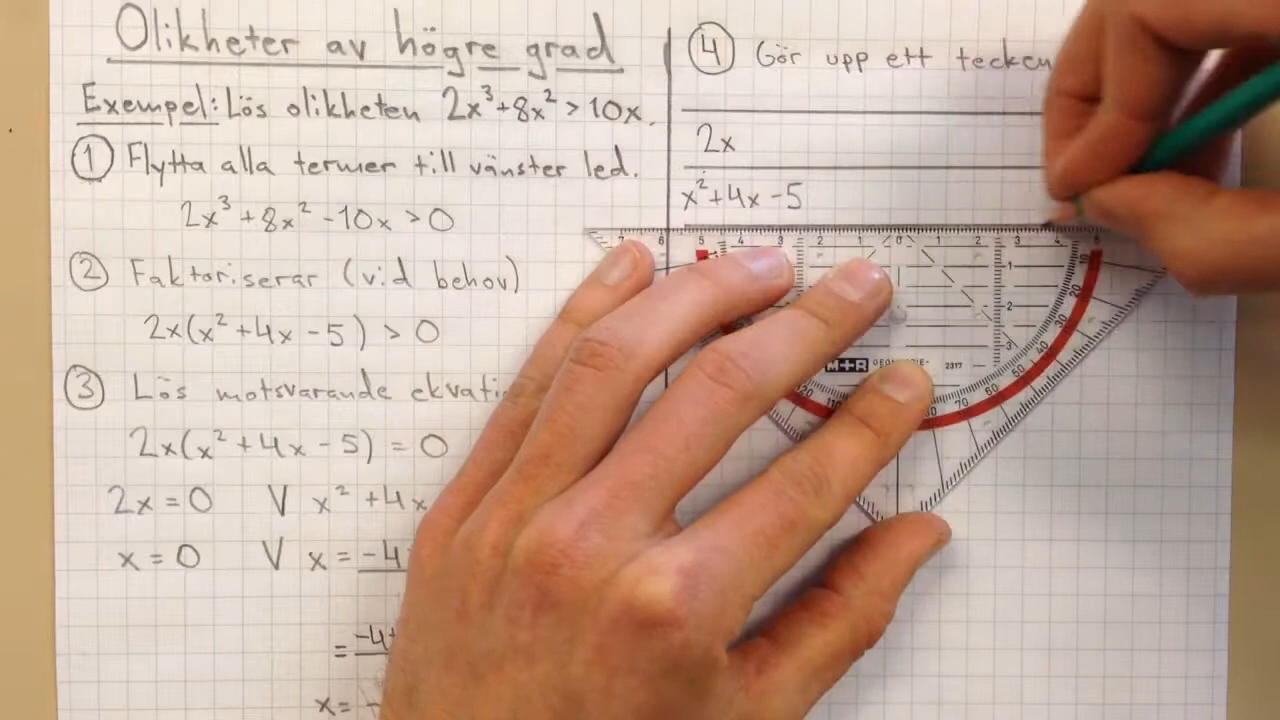 Olikheter av högre grad
Exempel: Lös olikheten 2x³+8x²>10x.
① Flytta alla termer till vänster led.
2x³+8x²-10x>0
② Faktoriserar (vid behov)
2x(x²+4x-5)>0
③ Lös motsvarande
2x(x²+4x-5)=0
2x=0 V x²+4x
x=0 V x=-4
=-4+
x=-
④ Gör upp ett
2x
x²+4x-5
M+R
2317